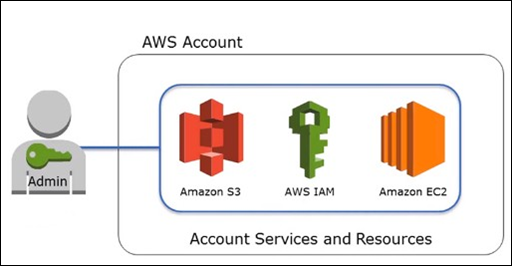 AWS Account
Admin
Amazon S3
AWS IAM
Amazon EC2
Account Services and Resources